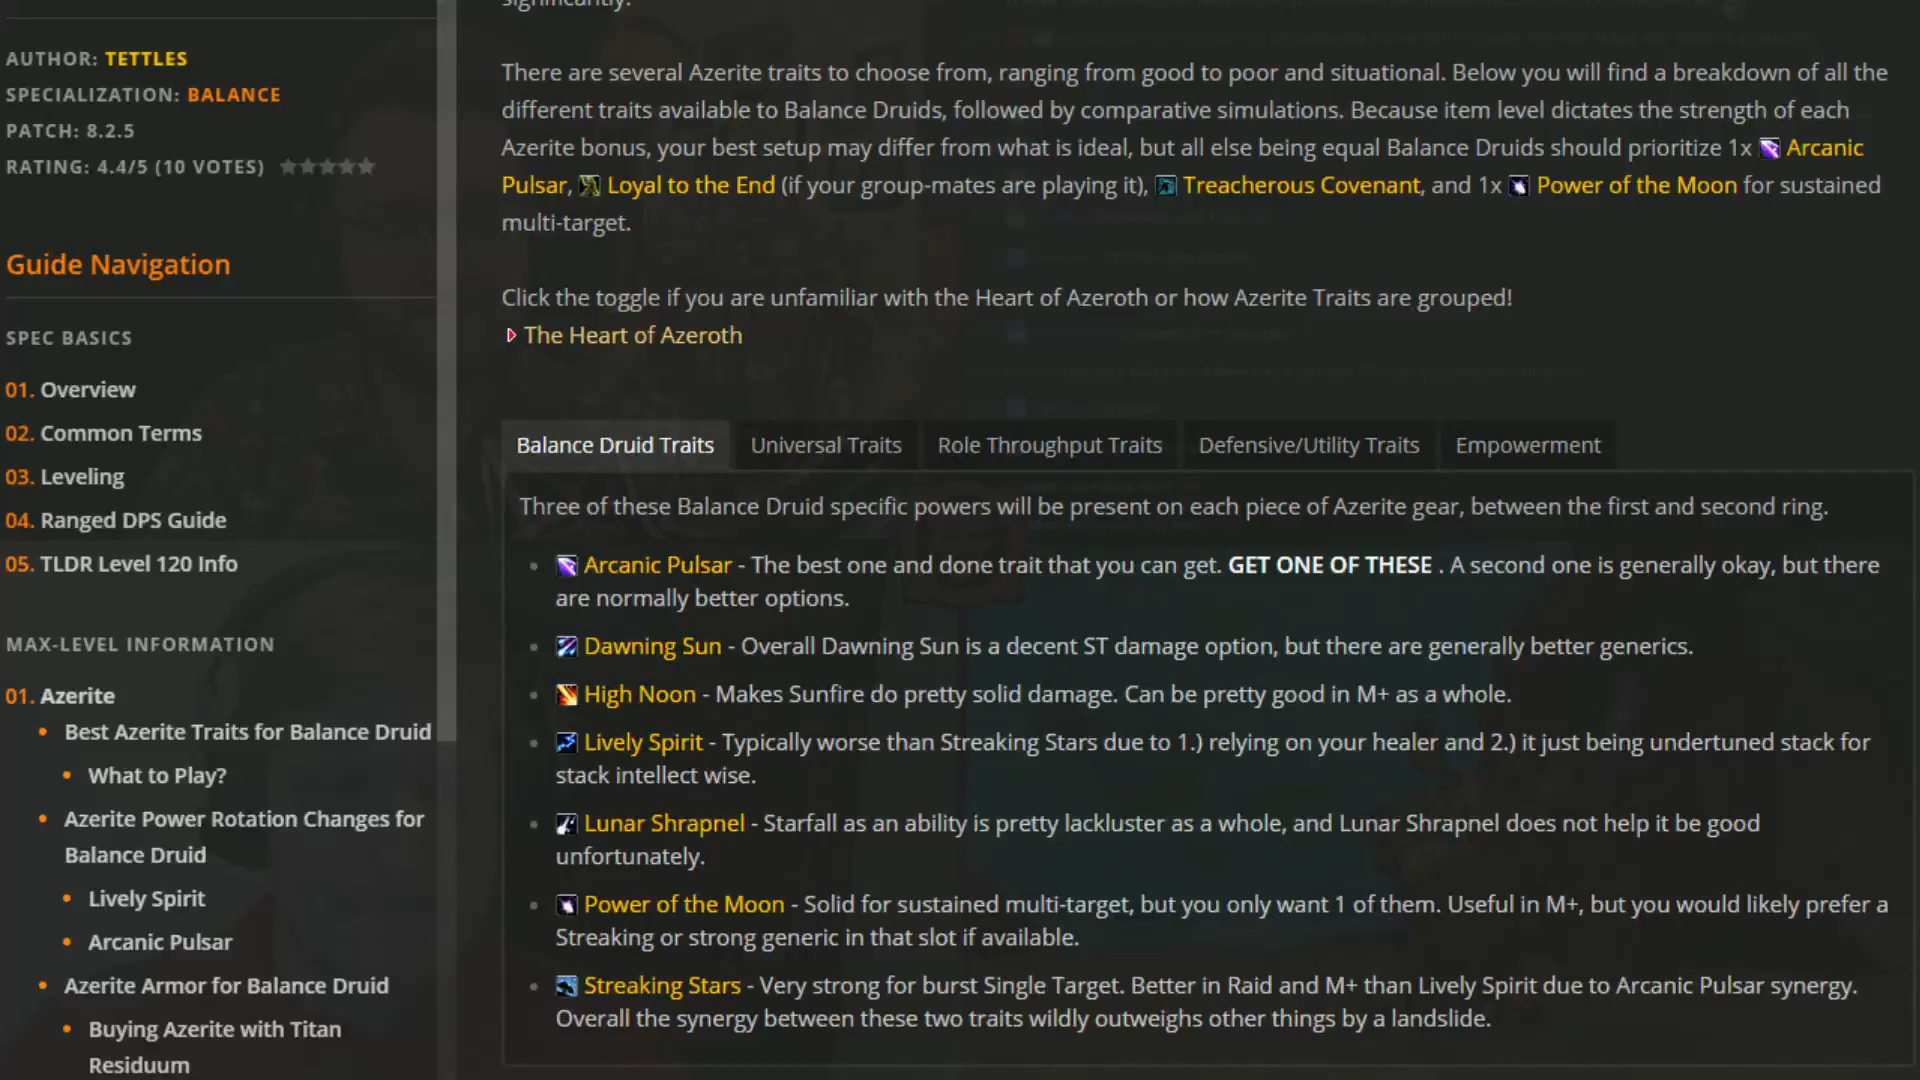 significantly.
AUTHOR: TETTLES
SPECIALIZATION: BALANCE
PATCH: 8.2.5
RATING: 4.4/5 (10 VOTES)
Guide Navigation
SPEC BASICS
01. Overview
02. Common Terms
03. Leveling
04. Ranged DPS Guide
05. TLDR Level 120 Info
MAX-LEVEL INFORMATION
01. Azerite
Best Azerite Traits for Balance Druid
What to Play?
Azerite Power Rotation Changes for
Balance Druid
Lively Spirit
Arcanic Pulsar
Azerite Armor for Balance Druid
Buying Azerite with Titan
Residuum
There are several Azerite traits to choose from, ranging from good to poor and situational. Below you will find a breakdown of all the
different traits available to Balance Druids, followed by comparative simulations. Because item level dictates the strength of each
Azerite bonus, your best setup may differ from what is ideal, but all else being equal Balance Druids should prioritize 1x Arcanic
Pulsar, Loyal to the End (if your group-mates are playing it), Treacherous Covenant, and 1x Power of the Moon for sustained
multi-target.
Click the toggle if you are unfamiliar with the Heart of Azeroth or how Azerite Traits are grouped!
The Heart of Azeroth
Balance Druid Traits Universal Traits Role Throughput Traits Defensive/Utility Traits Empowerment
Three of these Balance Druid specific powers will be present on each piece of Azerite gear, between the first and second ring.
Arcanic Pulsar - The best one and done trait that you can get. GET ONE OF THESE . A second one is generally okay, but there
are normally better options.
Dawning Sun - Overall Dawning Sun is a decent ST damage option, but there are generally better generics.
High Noon - Makes Sunfire do pretty solid damage. Can be pretty good in M+ as a whole.
Lively Spirit - Typically worse than Streaking Stars due to 1.) relying on your healer and 2.) it just being undertuned stack for
stack intellect wise.
Lunar Shrapnel - Starfall as an ability is pretty lackluster as a whole, and Lunar Shrapnel does not help it be good
unfortunately.
Power of the Moon - Solid for sustained multi-target, but you only want 1 of them. Useful in M+, but you would likely prefer a
Streaking or strong generic in that slot if available.
Streaking Stars - Very strong for burst Single Target. Better in Raid and M+ than Lively Spirit due to Arcanic Pulsar synergy.
Overall the synergy between these two traits wildly outweighs other things by a landslide.